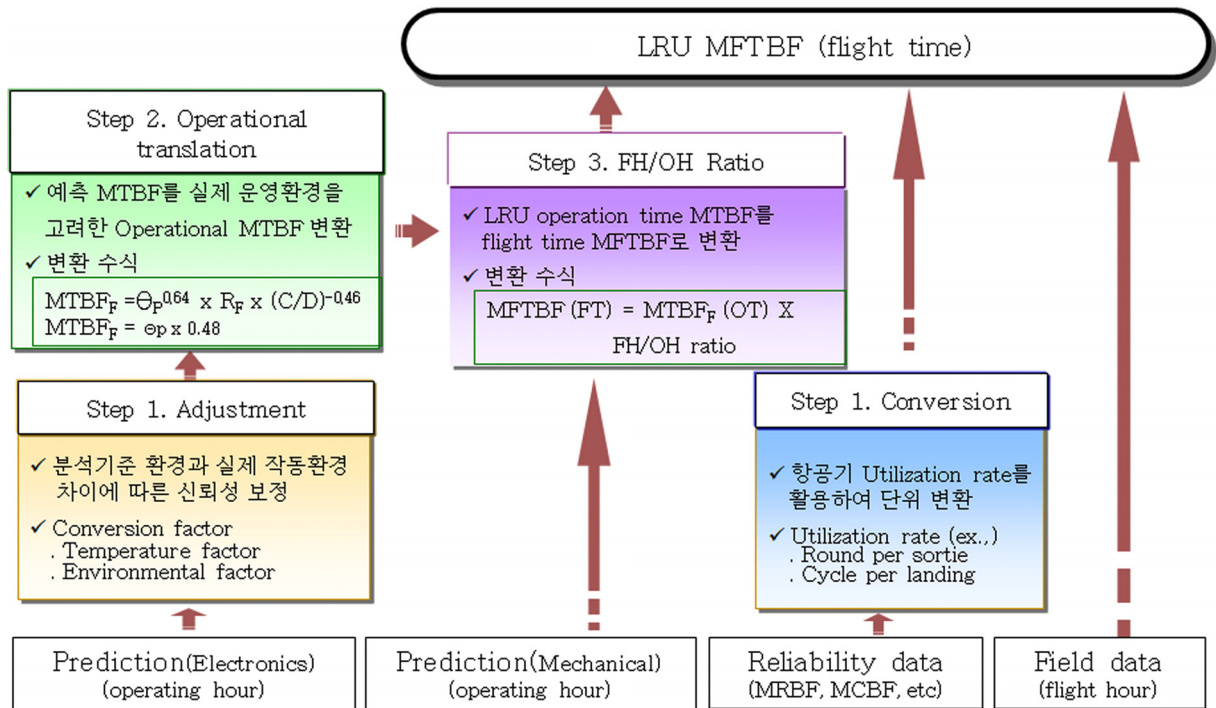 LRU MFTBF (flight time)
Step 2. Operational
translation
✓ 예측 MTBF를 실제 운영환경을
고려한 Operational MTBF 변환
✓ 변환 수식
MTBF_F =Θ_P^0.64 x R_F x (C/D)^-0.46
MTBF_F = ɵp x 0.48
Step 3. FH/OH Ratio
✓ LRU operation time MTBF를
flight time MFTBF로 변환
✓ 변환 수식
MFTBF (FT) = MTBF_F (OT) X
FH/OH ratio
Step 1. Adjustment
✓ 분석기준 환경과 실제 작동환경
차이에 따른 신뢰성 보정
✓ Conversion factor
. Temperature factor
. Environmental factor
Step 1. Conversion
✓ 항공기 Utilization rate를
활용하여 단위 변환
✓ Utilization rate (ex.,)
. Round per sortie
. Cycle per landing
Prediction(Electronics)
(operating hour)
Prediction(Mechanical)
(operating hour)
Reliability data
(MRBF, MCBF, etc)
Field data
(flight hour)